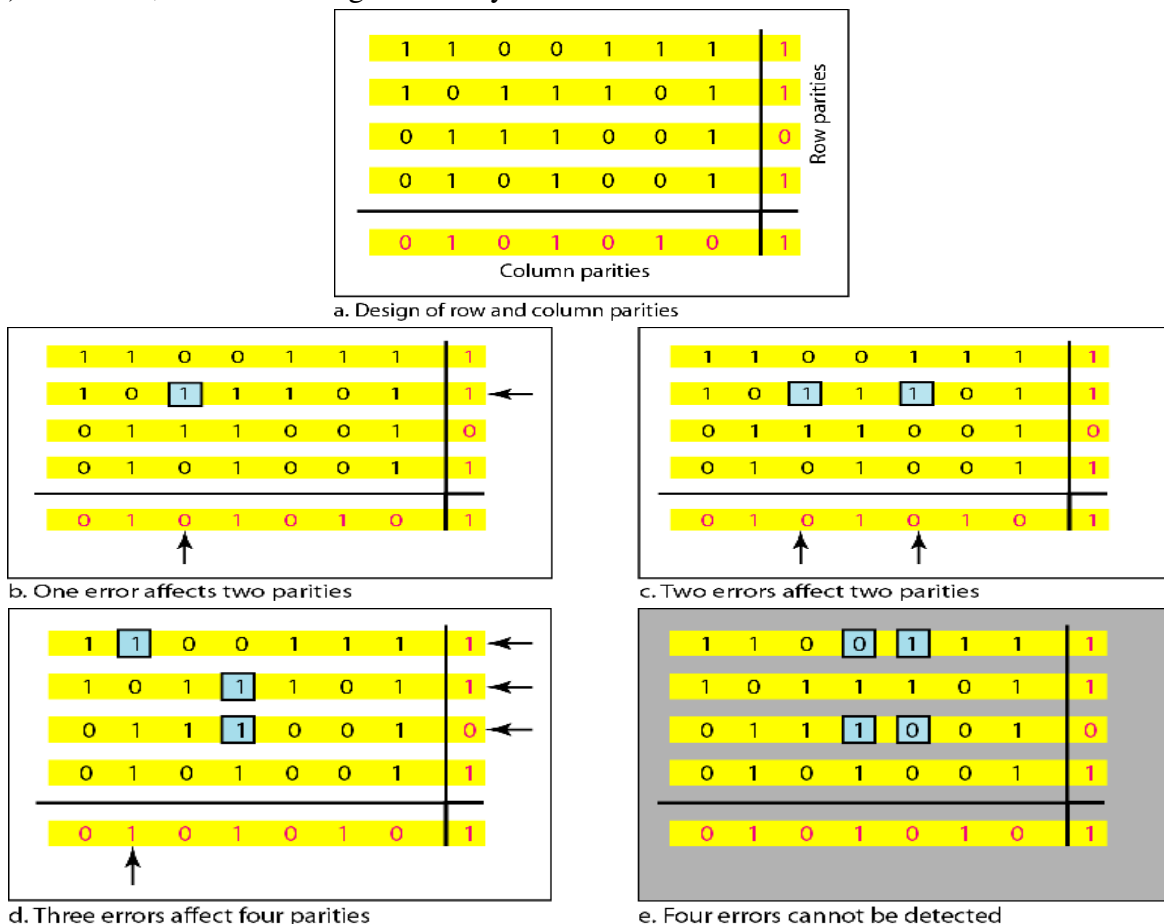 1 1 0 0 1 1 1 1
1 0 1 1 1 0 1 1
0 1 1 1 0 0 1 0
0 1 0 1 0 0 1 1
0 1 0 1 0 1 0 1
Row parities
Column parities
a. Design of row and column parities
1 1 0 0 1 1 1 1
1 0 1 1 1 0 1 1
0 1 1 1 0 0 1 0
0 1 0 1 0 0 1 1
0 1 0 1 0 1 0 1
b. One error affects two parities
1 1 0 0 1 1 1 1
1 0 1 1 1 0 1 1
0 1 1 1 0 0 1 0
0 1 0 1 0 0 1 1
0 1 0 1 0 1 0 1
c. Two errors affect two parities
1 1 0 0 1 1 1 1
1 0 1 1 1 0 1 1
0 1 1 1 0 0 1 0
0 1 0 1 0 0 1 1
0 1 0 1 0 1 0 1
d. Three errors affect four parities
1 1 0 0 1 1 1 1
1 0 1 1 1 0 1 1
0 1 1 1 0 0 1 0
0 1 0 1 0 0 1 1
0 1 0 1 0 1 0 1
e. Four errors cannot be detected